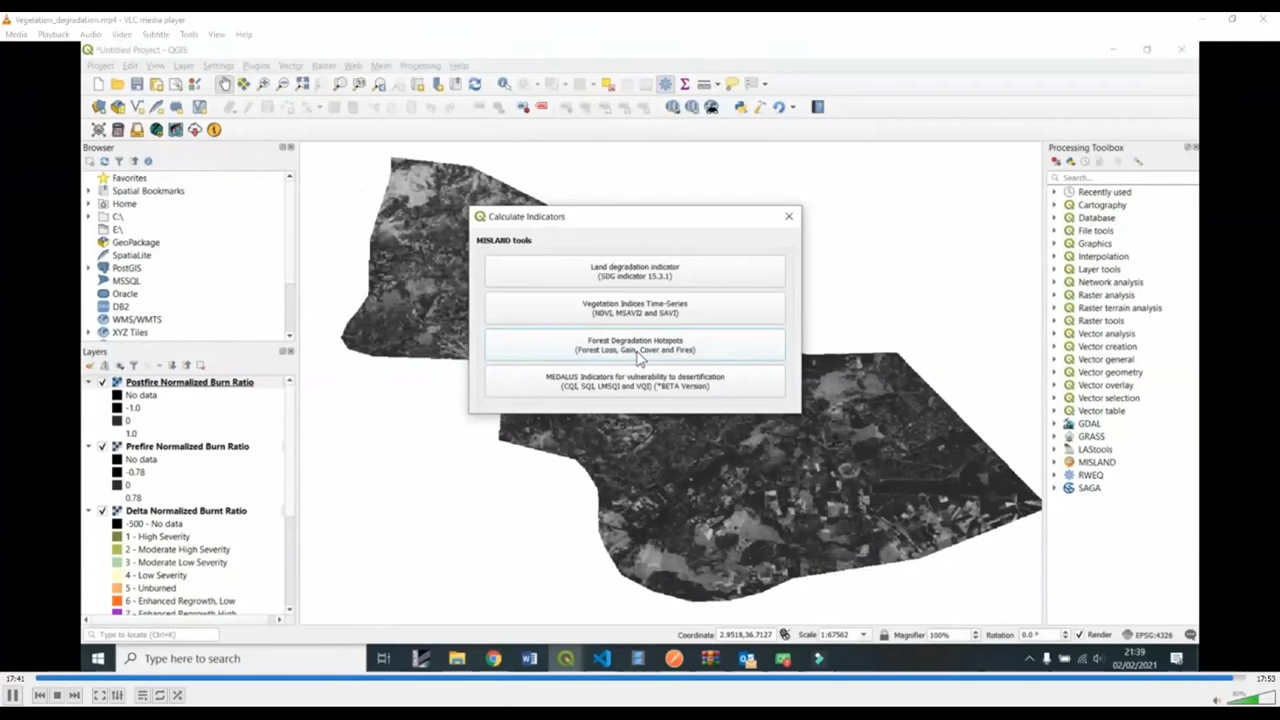 Vegetation_degradation.mp4 - VLC media player
Media Playback Audio Video Subtitle Tools View Help
*Untitled Project - QGIS
Project Edit View Layer Settings Plugins Vector Raster Web Mesh Processing Help
Browser
Favorites
Spatial Bookmarks
Home
C:\
E:\
GeoPackage
SpatiaLite
PostGIS
MSSQL
Oracle
DB2
WMS/WMTS
XYZ Tiles
Layers
Postfire Normalized Burn Ratio
No data
-1.0
0
1.0
Prefire Normalized Burn Ratio
No data
-0.78
0
0.78
Delta Normalized Burnt Ratio
-500 - No data
1 - High Severity
2 - Moderate High Severity
3 - Moderate Low Severity
4 - Low Severity
5 - Unburned
6 - Enhanced Regrowth, Low
7 - Enhanced Regrowth High
Calculate Indicators
MISLAND tools
Land degradation indicator
(SDG indicator 15.3.1)
Vegetation Indices Time-Series
(NDVI, MSAVI2 and SAVI)
Forest Degradation Hotspots
(Forest Loss, Gain, Cover and Fires)
MEDALUS Indicators for vulnerability to desertification
(CQI, SQI, LMSQI and VQI) (*BETA Version)
Processing Toolbox
Search...
Recently used
Cartography
Database
File tools
Graphics
Interpolation
Layer tools
Network analysis
Raster analysis
Raster terrain analysis
Raster tools
Vector analysis
Vector creation
Vector general
Vector geometry
Vector overlay
Vector selection
Vector table
GDAL
GRASS
LAStools
MISLAND
RWEQ
SAGA
Type to locate (Ctrl+K)
Coordinate 2.9518,36.7127 Scale 1:67562 Magnifier 100% Rotation 0.0 ° Render EPSG:4326
Type here to search
21:39
02/02/2021
17:41
17:53
80%